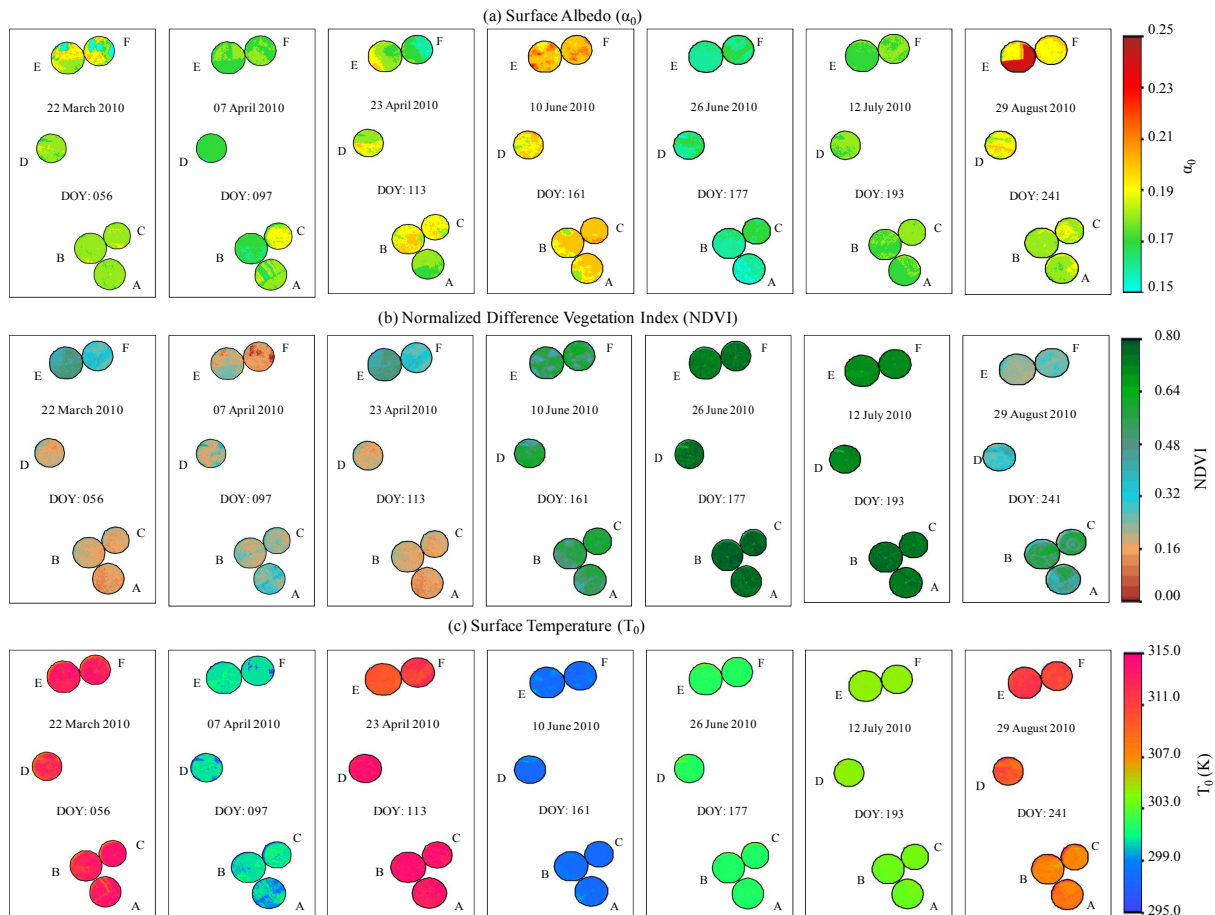 (a) Surface Albedo (α0)
E F E F E F E F E F E F E F
22 March 2010 07 April 2010 23 April 2010 10 June 2010 26 June 2010 12 July 2010 29 August 2010
D D D D D D D
DOY: 056 DOY: 097 DOY: 113 DOY: 161 DOY: 177 DOY: 193 DOY: 241
B C B C B C B C B C B C B C
A A A A A A A
0.25
0.23
0.21
0.19
0.17
0.15
α0
(b) Normalized Difference Vegetation Index (NDVI)
E F E F E F E F E F E F E F
22 March 2010 07 April 2010 23 April 2010 10 June 2010 26 June 2010 12 July 2010 29 August 2010
D D D D D D D
DOY: 056 DOY: 097 DOY: 113 DOY: 161 DOY: 177 DOY: 193 DOY: 241
B C B C B C B C B C B C B C
A A A A A A A
0.80
0.64
0.48
0.32
0.16
0.00
NDVI
(c) Surface Temperature (T0)
E F E F E F E F E F E F E F
22 March 2010 07 April 2010 23 April 2010 10 June 2010 26 June 2010 12 July 2010 29 August 2010
D D D D D D D
DOY: 056 DOY: 097 DOY: 113 DOY: 161 DOY: 177 DOY: 193 DOY: 241
B C B C B C B C B C B C B C
A A A A A A A
315.0
311.0
307.0
303.0
299.0
295.0
T0 (K)